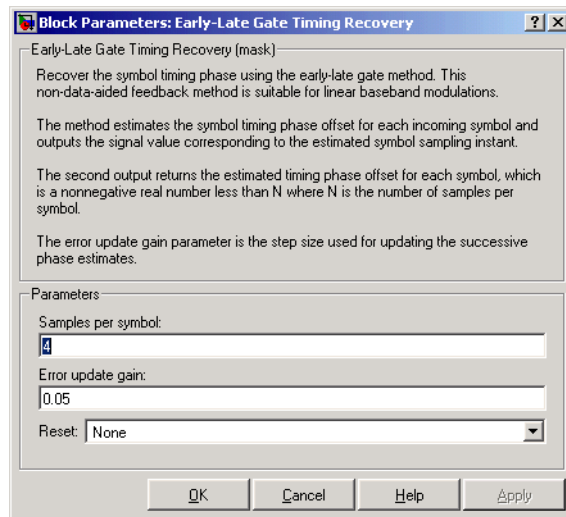 Block Parameters: Early-Late Gate Timing Recovery
Early-Late Gate Timing Recovery (mask)
Recover the symbol timing phase using the early-late gate method. This
non-data-aided feedback method is suitable for linear baseband modulations.
The method estimates the symbol timing phase offset for each incoming symbol and
outputs the signal value corresponding to the estimated symbol sampling instant.
The second output returns the estimated timing phase offset for each symbol, which
is a nonnegative real number less than N where N is the number of samples per
symbol.
The error update gain parameter is the step size used for updating the successive
phase estimates.
Parameters
Samples per symbol:
4
Error update gain:
0.05
Reset: None
OK Cancel Help Apply